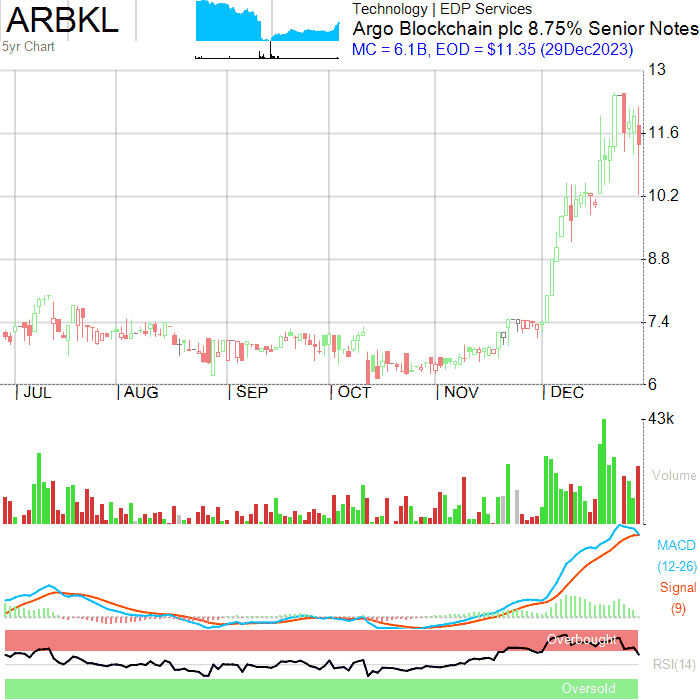 ARBKL
5yr Chart
Technology | EDP Services
Argo Blockchain plc 8.75% Senior Notes
MC = 6.1B, EOD = $11.35 (29Dec2023)
13
11.6
10.2
8.8
7.4
6
JUL AUG SEP OCT NOV DEC
43k
Volume
MACD
(12-26)
Signal
(9)
Overbought
RSI(14)
Oversold